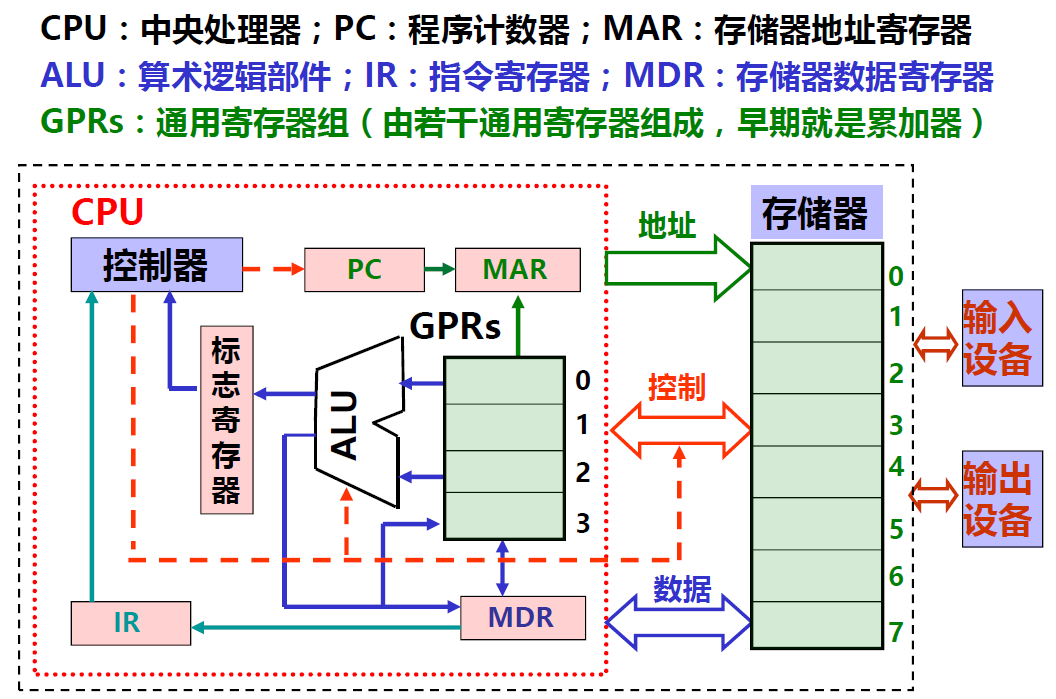 CPU：中央处理器；PC：程序计数器；MAR：存储器地址寄存器
ALU：算术逻辑部件；IR：指令寄存器；MDR：存储器数据寄存器
GPRs：通用寄存器组（由若干通用寄存器组成，早期就是累加器）
CPU
控制器
PC
MAR
地址
存储器
GPRs
标志寄存器
ALU
0
1
2
3
控制
0
1
2
3
4
5
6
7
输入
设备
输出
设备
IR
MDR
数据